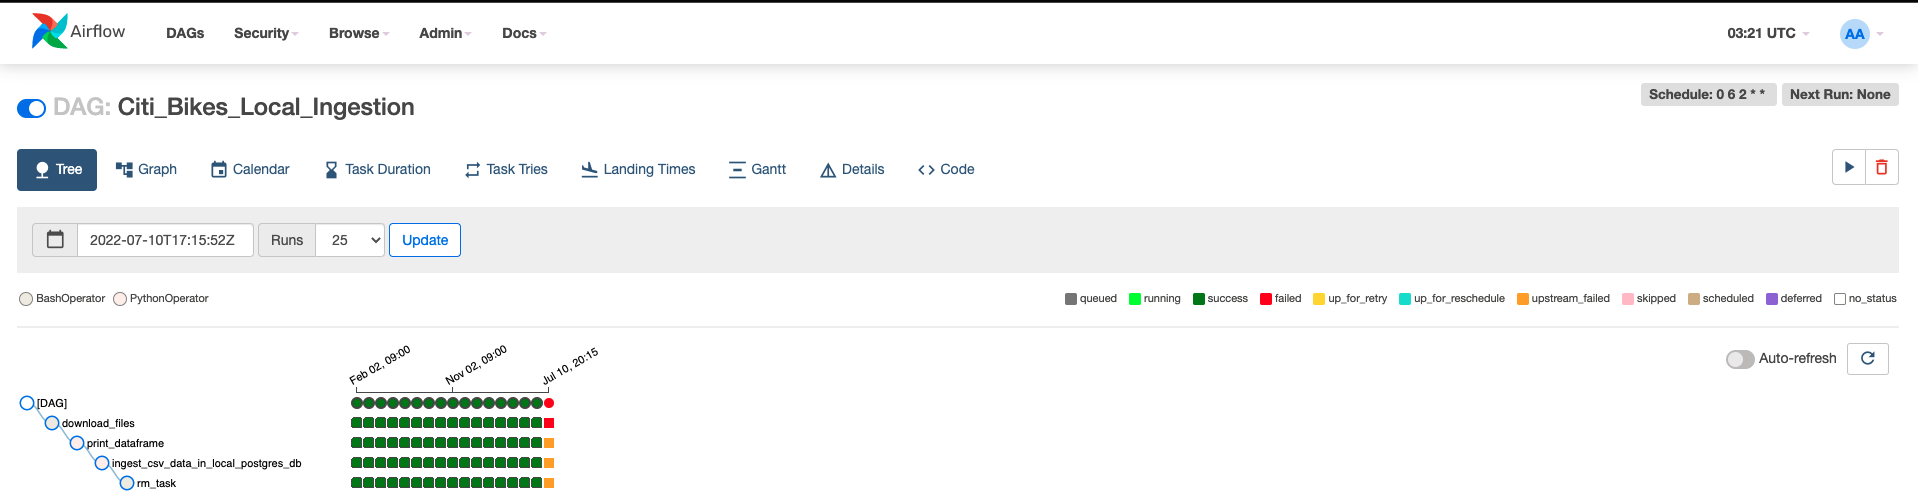 Airflow DAGs Security Browse Admin Docs 03:21 UTC AA
DAG: Citi_Bikes_Local_Ingestion Schedule: 0 6 2 * * Next Run: None
Tree Graph Calendar Task Duration Task Tries Landing Times Gantt Details Code
2022-07-10T17:15:52Z Runs 25 Update
BashOperator PythonOperator queued running success failed up_for_retry up_for_reschedule upstream_failed skipped scheduled deferred no_status
Feb 02, 09:00 Nov 02, 09:00 Jul 10, 20:15 Auto-refresh
[DAG]
download_files
print_dataframe
ingest_csv_data_in_local_postgres_db
rm_task